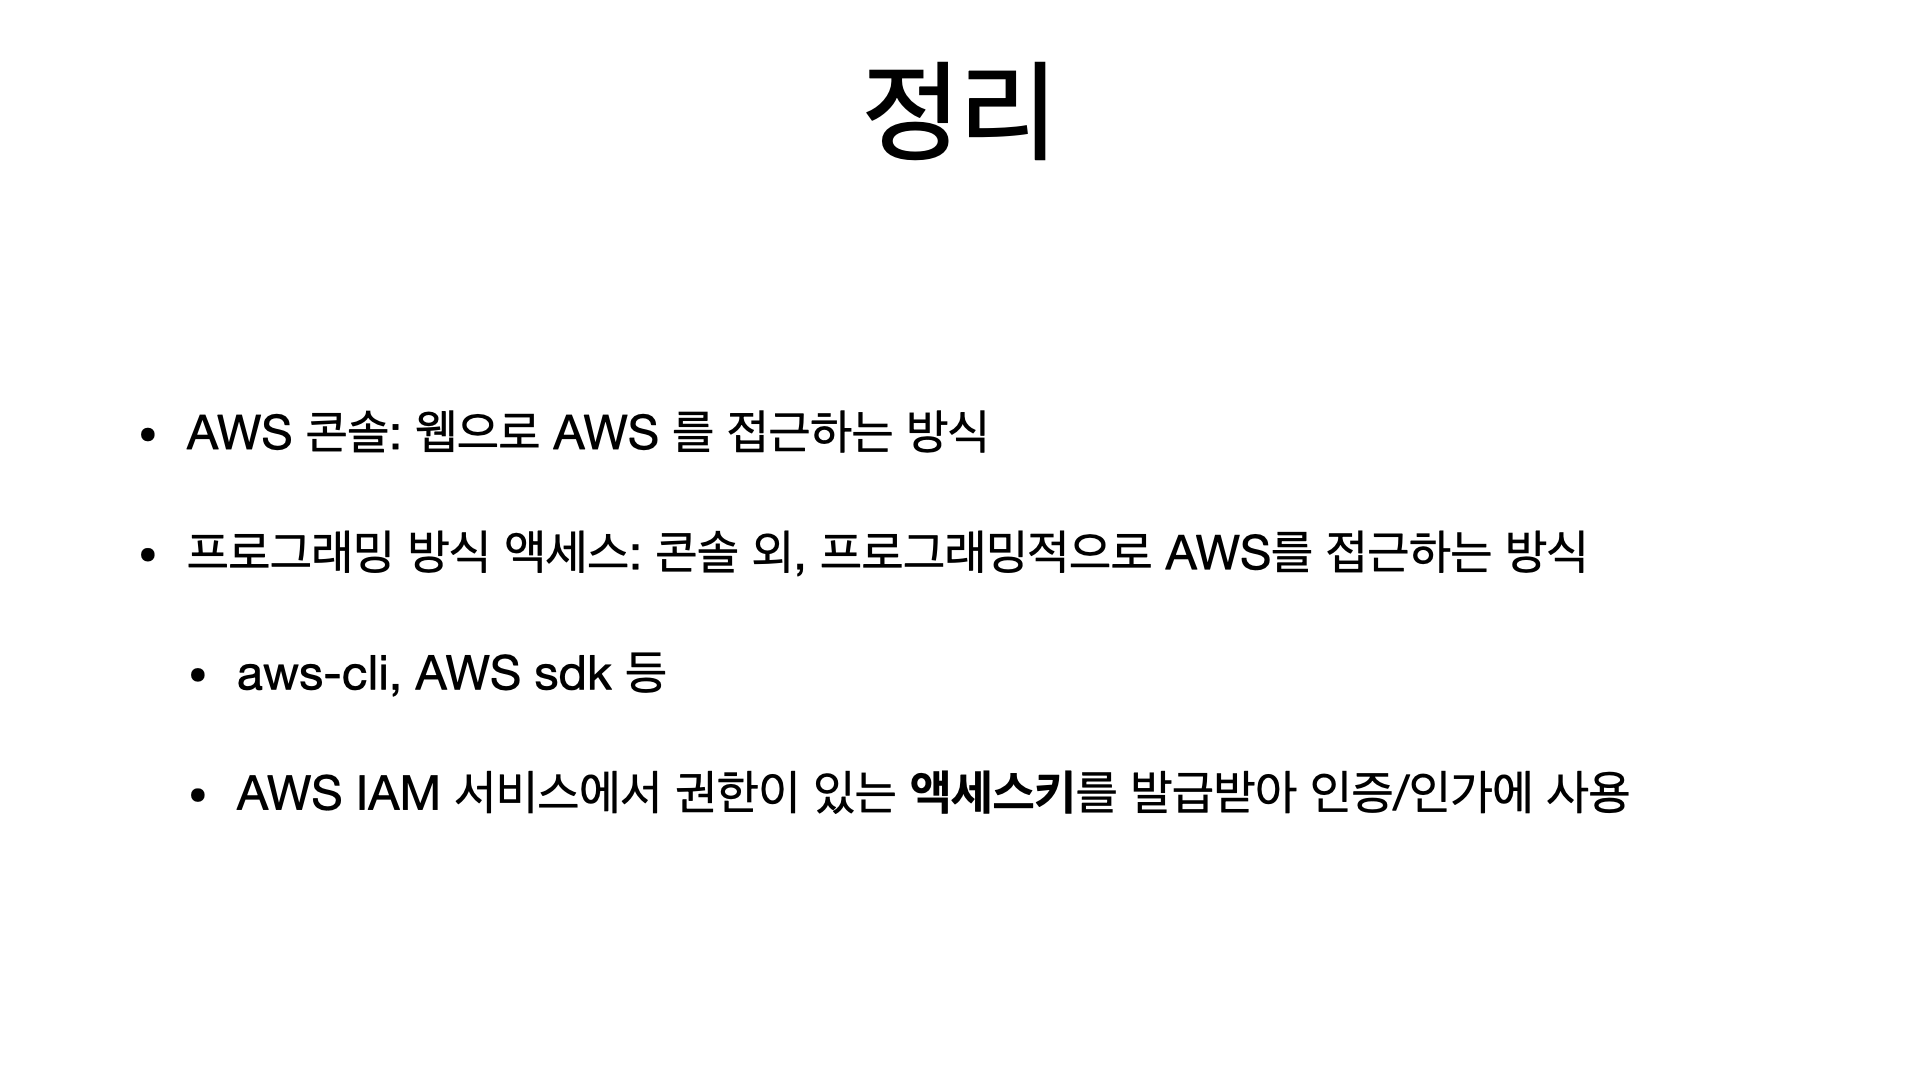 정리
• AWS 콘솔: 웹으로 AWS 를 접근하는 방식
• 프로그래밍 방식 액세스: 콘솔 외, 프로그래밍적으로 AWS를 접근하는 방식
• aws-cli, AWS sdk 등
• AWS IAM 서비스에서 권한이 있는 액세스키를 발급받아 인증/인가에 사용